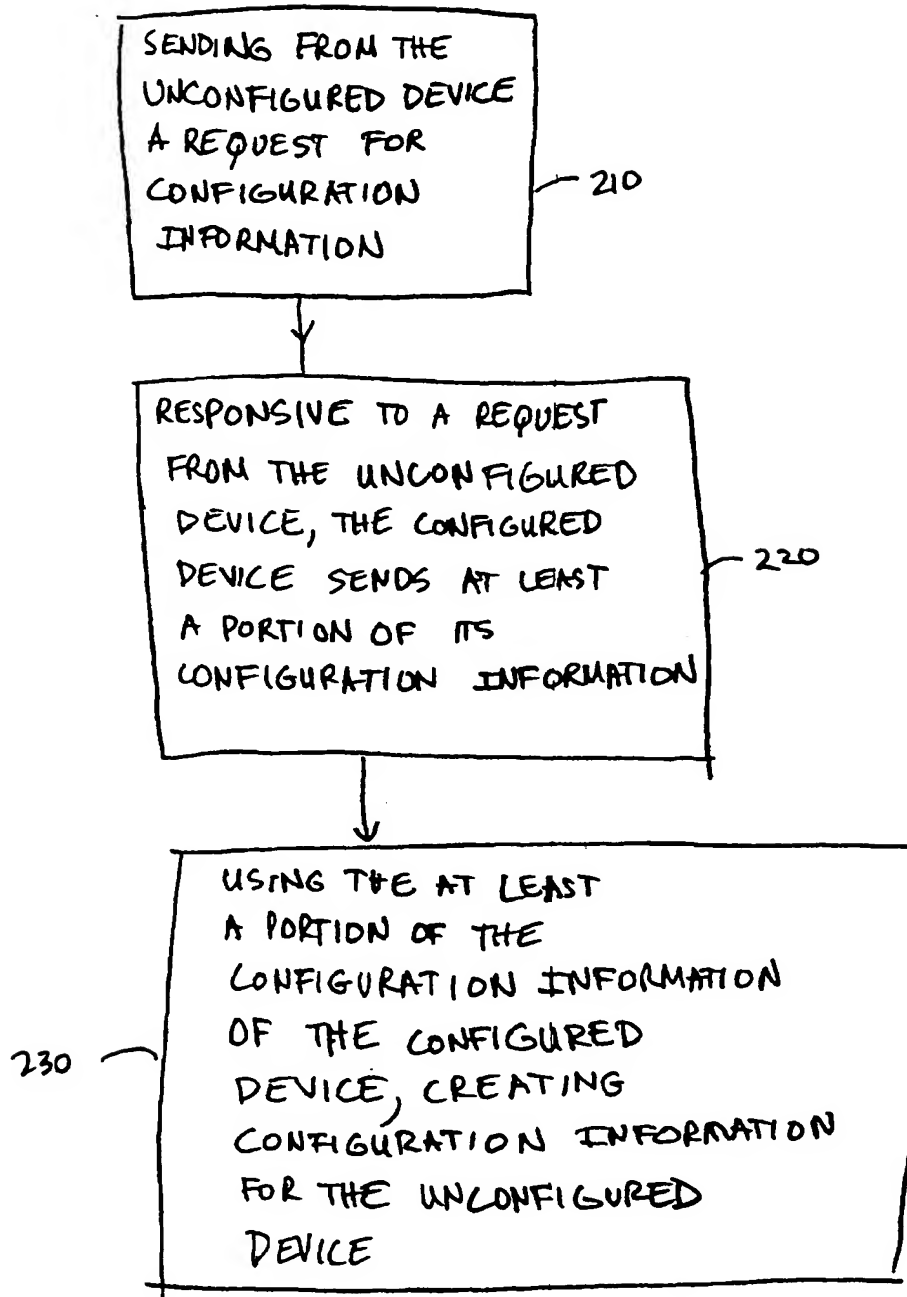 SENDING FROM THE
UNCONFIGURED DEVICE
A REQUEST FOR
CONFIGURATION
INFORMATION
210
RESPONSIVE TO A REQUEST
FROM THE UNCONFIGURED
DEVICE, THE CONFIGURED
DEVICE SENDS AT LEAST
A PORTION OF ITS
CONFIGURATION INFORMATION
220
USING THE AT LEAST
A PORTION OF THE
CONFIGURATION INFORMATION
OF THE CONFIGURED
DEVICE, CREATING
CONFIGURATION INFORMATION
FOR THE UNCONFIGURED
DEVICE
230